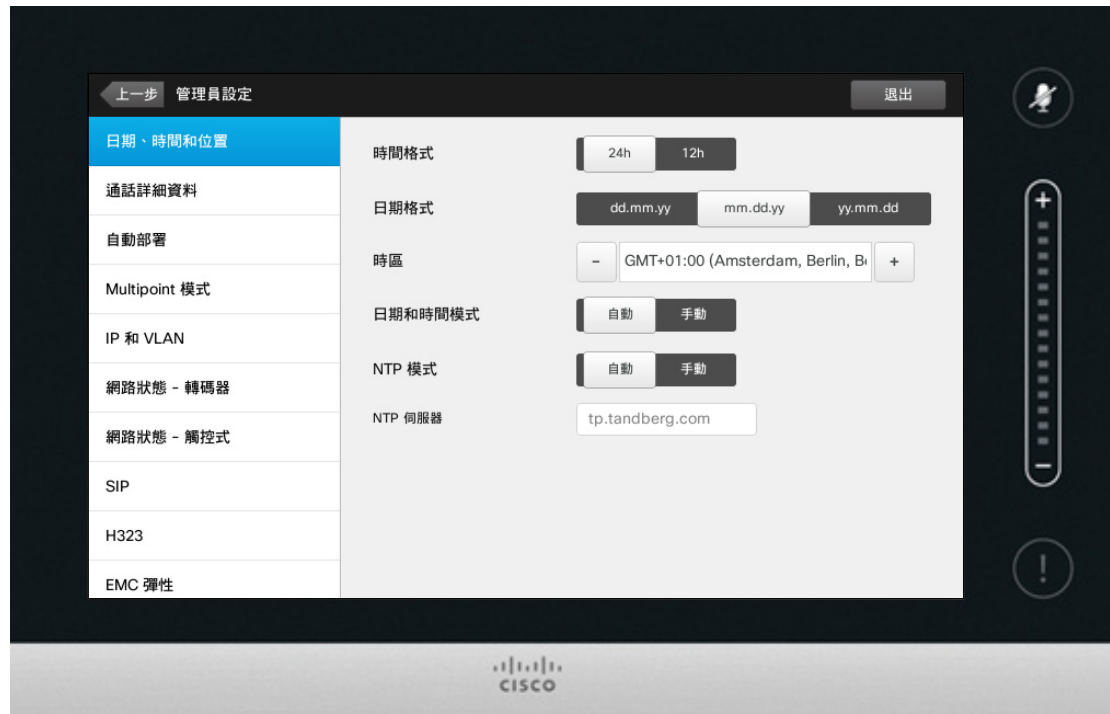 上一步 管理員設定 退出
日期、時間和位置
通話詳細資料
自動部署
Multipoint 模式
IP 和 VLAN
網路狀態 - 轉碼器
網路狀態 - 觸控式
SIP
H323
EMC 彈性
時間格式 24h 12h
日期格式 dd.mm.yy mm.dd.yy yy.mm.dd
時區 - GMT+01:00 (Amsterdam, Berlin, +
日期和時間模式 自動 手動
NTP 模式 自動 手動
NTP 伺服器 tp.tandberg.com
+
-
!
CISCO